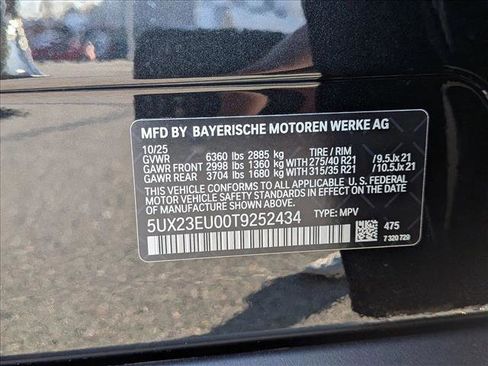 MFD BY BAYERISCHE MOTOREN WERKE AG
10/25 TIRE / RIM
GVWR 6360 lbs 2885 kg
GAWR FRONT 2998 lbs 1360 kg WITH 275/40 R21 /9.5Jx 21
GAWR REAR 3704 lbs 1680 kg WITH 315/35 R21 /10.5Jx 21
THIS VEHICLE CONFORMS TO ALL APPLICABLE U. S. FEDERAL
MOTOR VEHICLE SAFETY STANDARDS IN EFFECT
ON THE DATE OF MANUFACTURE SHOWN ABOVE.
5UX23EU00T9252434 TYPE: MPV
475
7 320 729